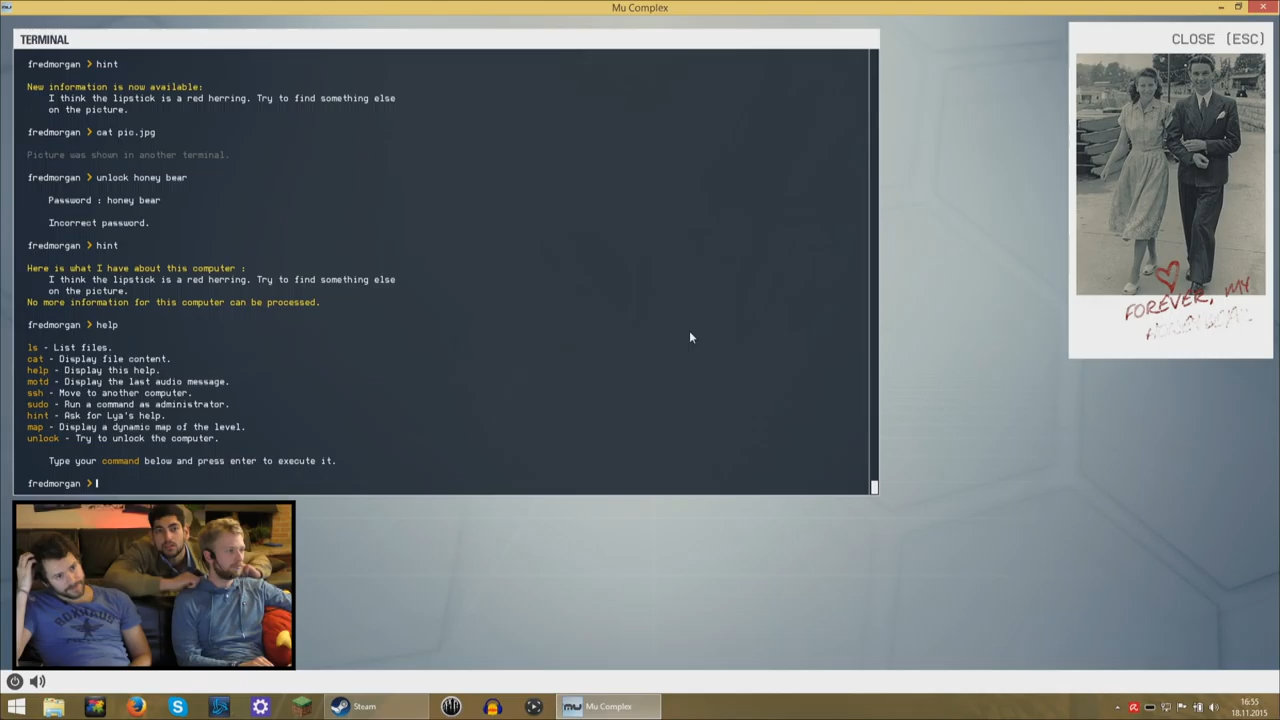 Mu Complex
TERMINAL
fredmorgan > hint
New information is now available:
I think the lipstick is a red herring. Try to find something else
on the picture.
fredmorgan > cat pic.jpg
Picture was shown in another terminal.
fredmorgan > unlock honey bear
Password : honey bear
Incorrect password.
fredmorgan > hint
Here is what I have about this computer :
I think the lipstick is a red herring. Try to find something else
on the picture.
No more information for this computer can be processed.
fredmorgan > help
ls - List files.
cat - Display file content.
help - Display this help.
motd - Display the last audio message.
ssh - Move to another computer.
sudo - Run a command as administrator.
hint - Ask for Lya's help.
map - Display a dynamic map of the level.
unlock - Try to unlock the computer.
Type your command below and press enter to execute it.
fredmorgan >
CLOSE (ESC)
FOREVER, MY
Steam
Mu Complex
16:55
18.11.2015